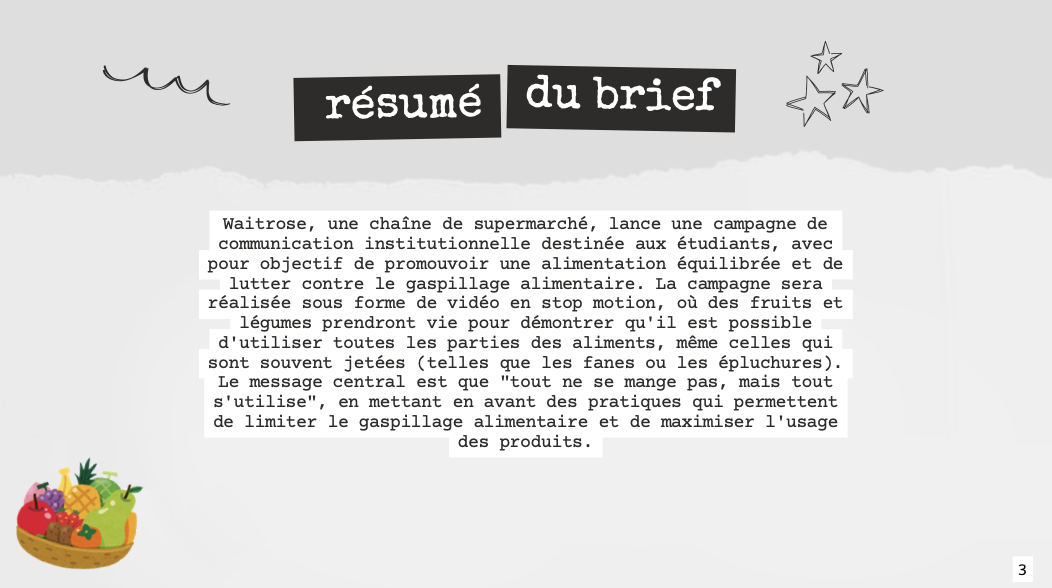 résumé du brief
Waitrose, une chaîne de supermarché, lance une campagne de
communication institutionnelle destinée aux étudiants, avec
pour objectif de promouvoir une alimentation équilibrée et de
lutter contre le gaspillage alimentaire. La campagne sera
réalisée sous forme de vidéo en stop motion, où des fruits et
légumes prendront vie pour démontrer qu'il est possible
d'utiliser toutes les parties des aliments, même celles qui
sont souvent jetées (telles que les fanes ou les épluchures).
Le message central est que "tout ne se mange pas, mais tout
s'utilise", en mettant en avant des pratiques qui permettent
de limiter le gaspillage alimentaire et de maximiser l'usage
des produits.
3